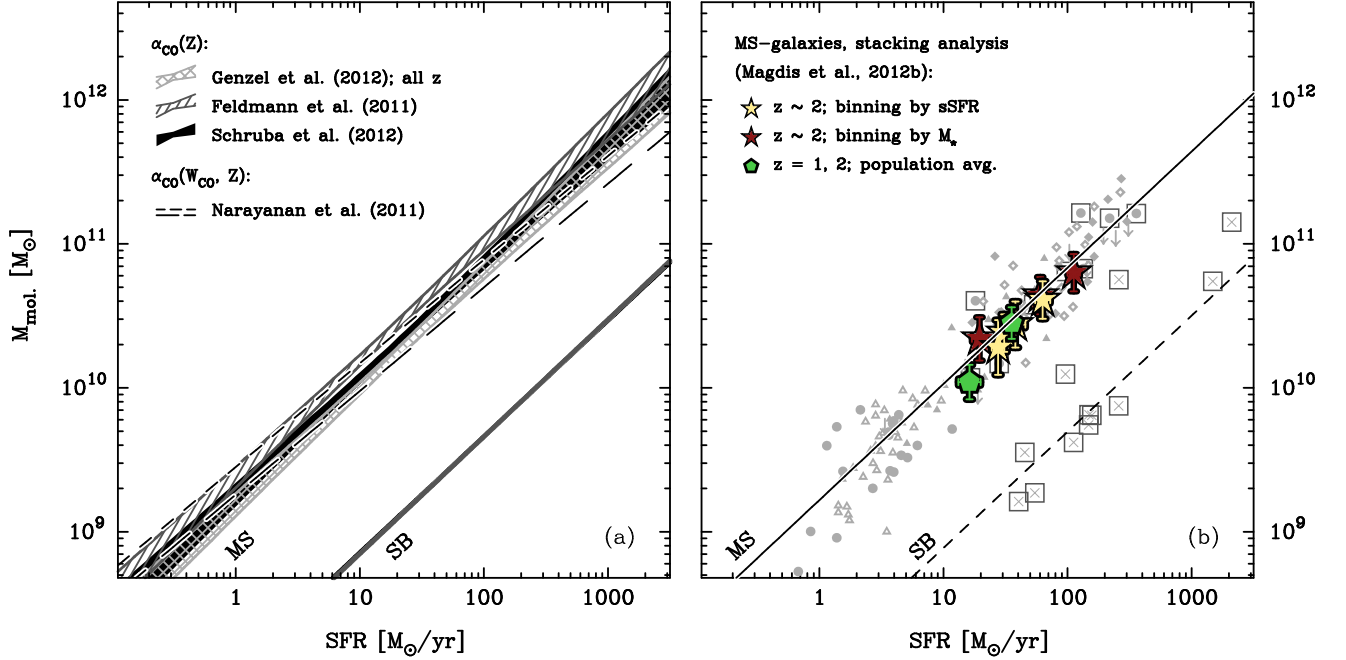 α_CO(Z):
Genzel et al. (2012); all z
Feldmann et al. (2011)
Schruba et al. (2012)
α_CO(W_CO, Z):
Narayanan et al. (2011)
M_mol. [M_⊙]
10^12
10^11
10^10
10^9
MS
SB
(a)
1 10 100 1000
SFR [M_⊙/yr]
MS-galaxies, stacking analysis
(Magdis et al., 2012b):
z ~ 2; binning by sSFR
z ~ 2; binning by M_★
z = 1, 2; population avg.
10^12
10^11
10^10
10^9
MS
SB
(b)
1 10 100 1000
SFR [M_⊙/yr]